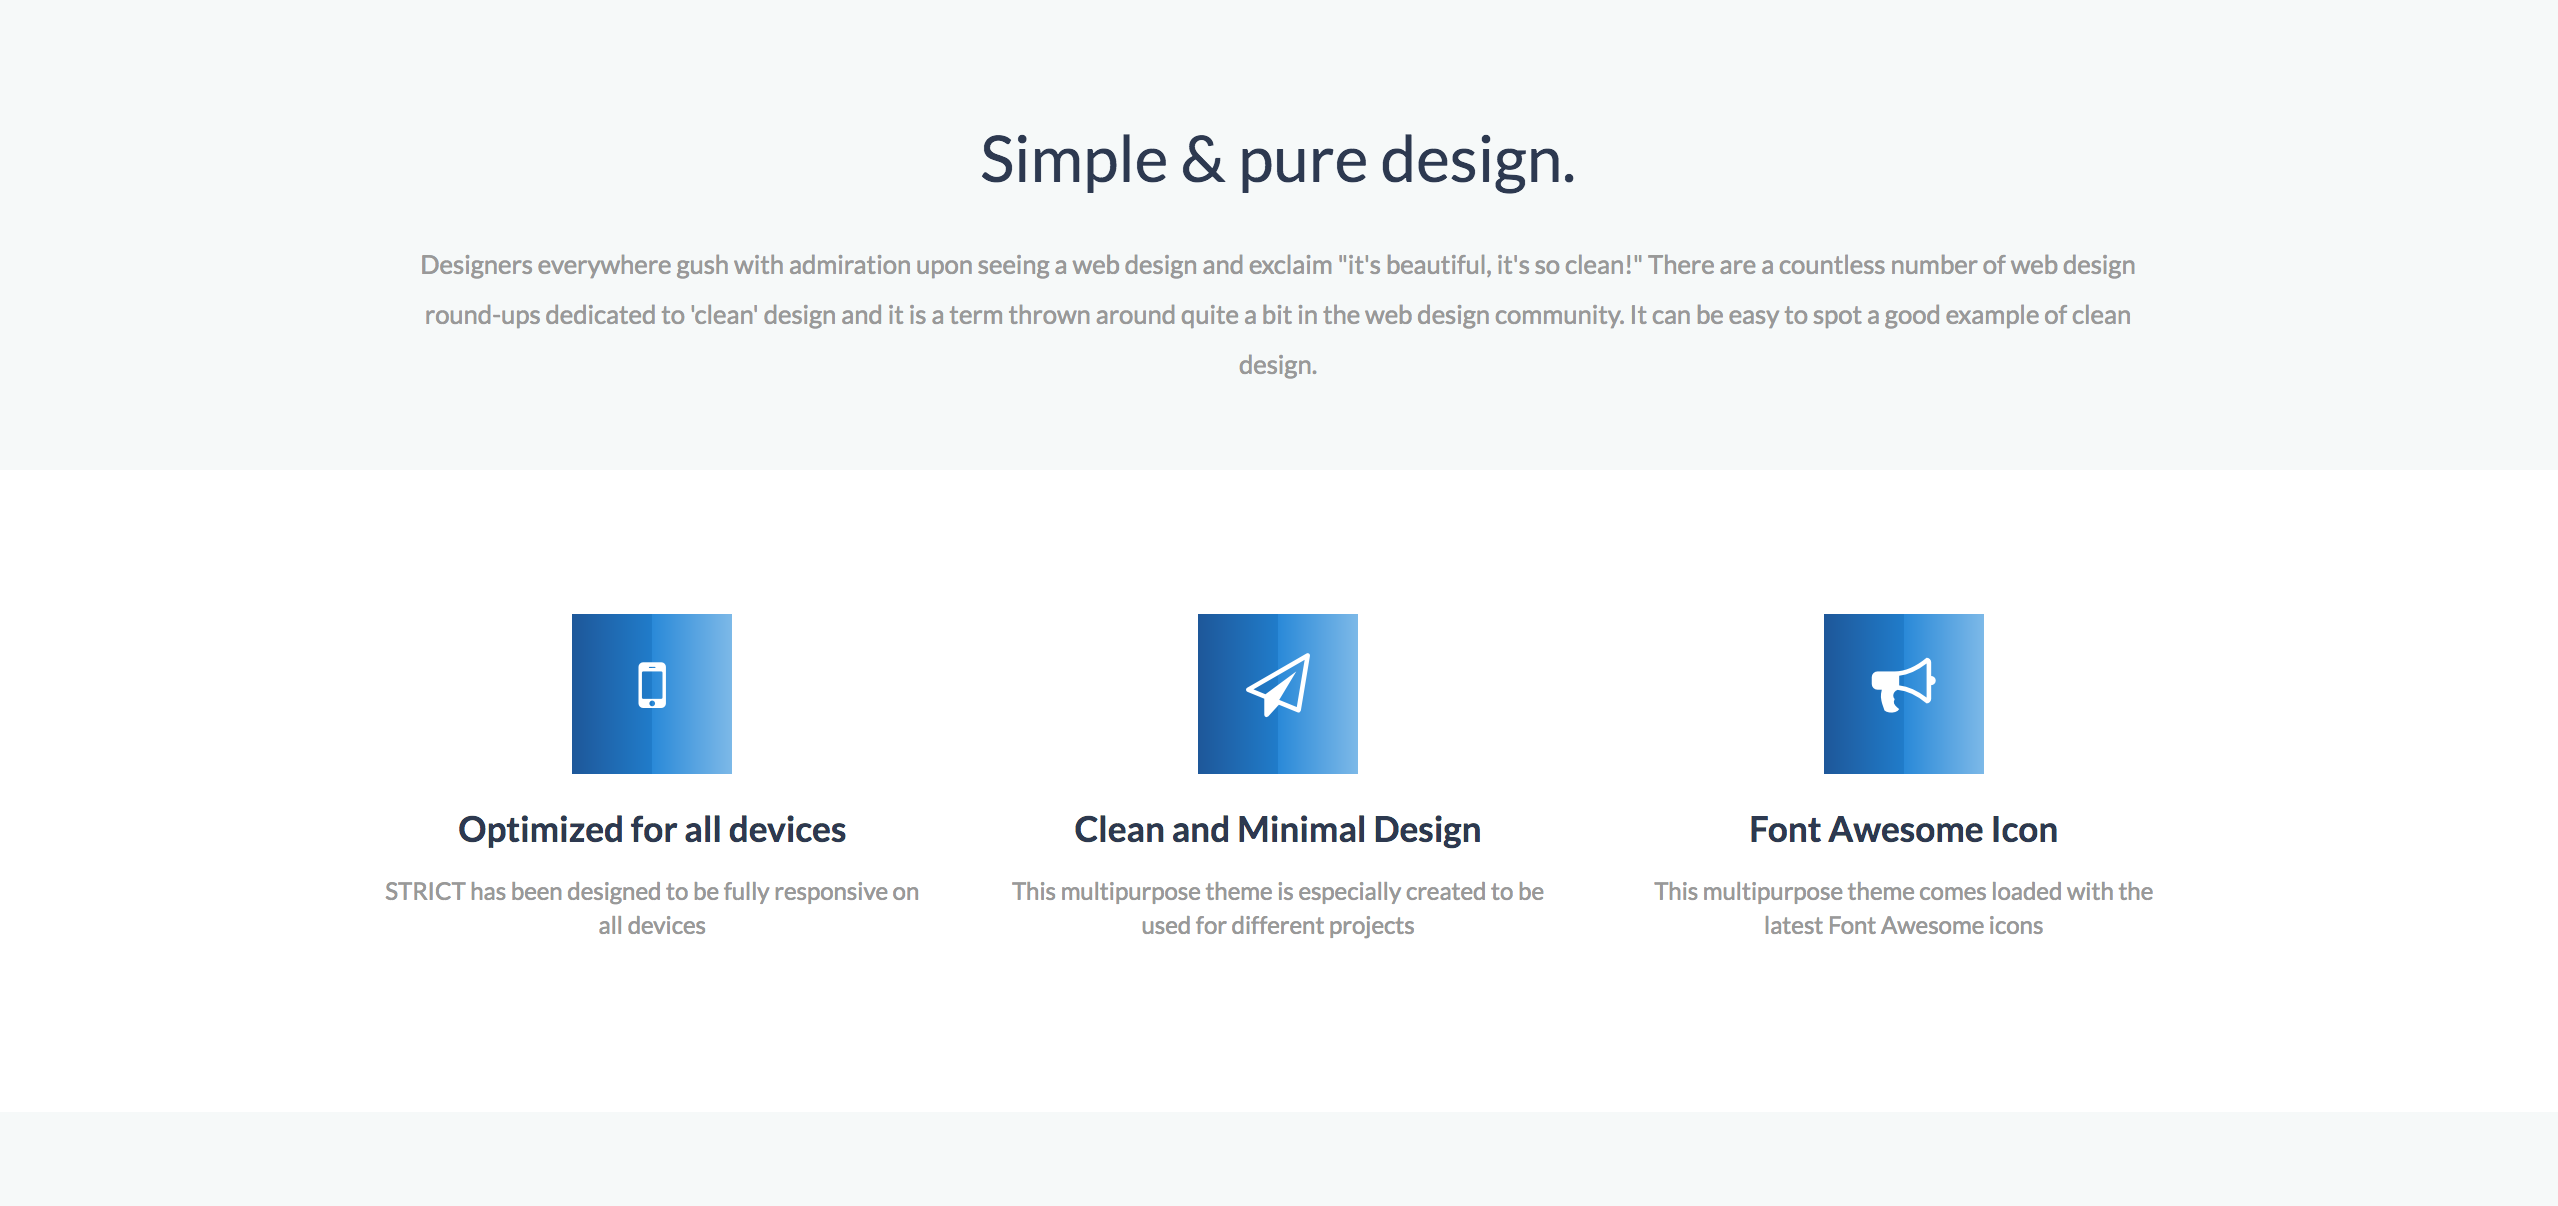 Simple & pure design.
Designers everywhere gush with admiration upon seeing a web design and exclaim "it's beautiful, it's so clean!" There are a countless number of web design
round-ups dedicated to 'clean' design and it is a term thrown around quite a bit in the web design community. It can be easy to spot a good example of clean
design.
Optimized for all devices
STRICT has been designed to be fully responsive on
all devices
Clean and Minimal Design
This multipurpose theme is especially created to be
used for different projects
Font Awesome Icon
This multipurpose theme comes loaded with the
latest Font Awesome icons